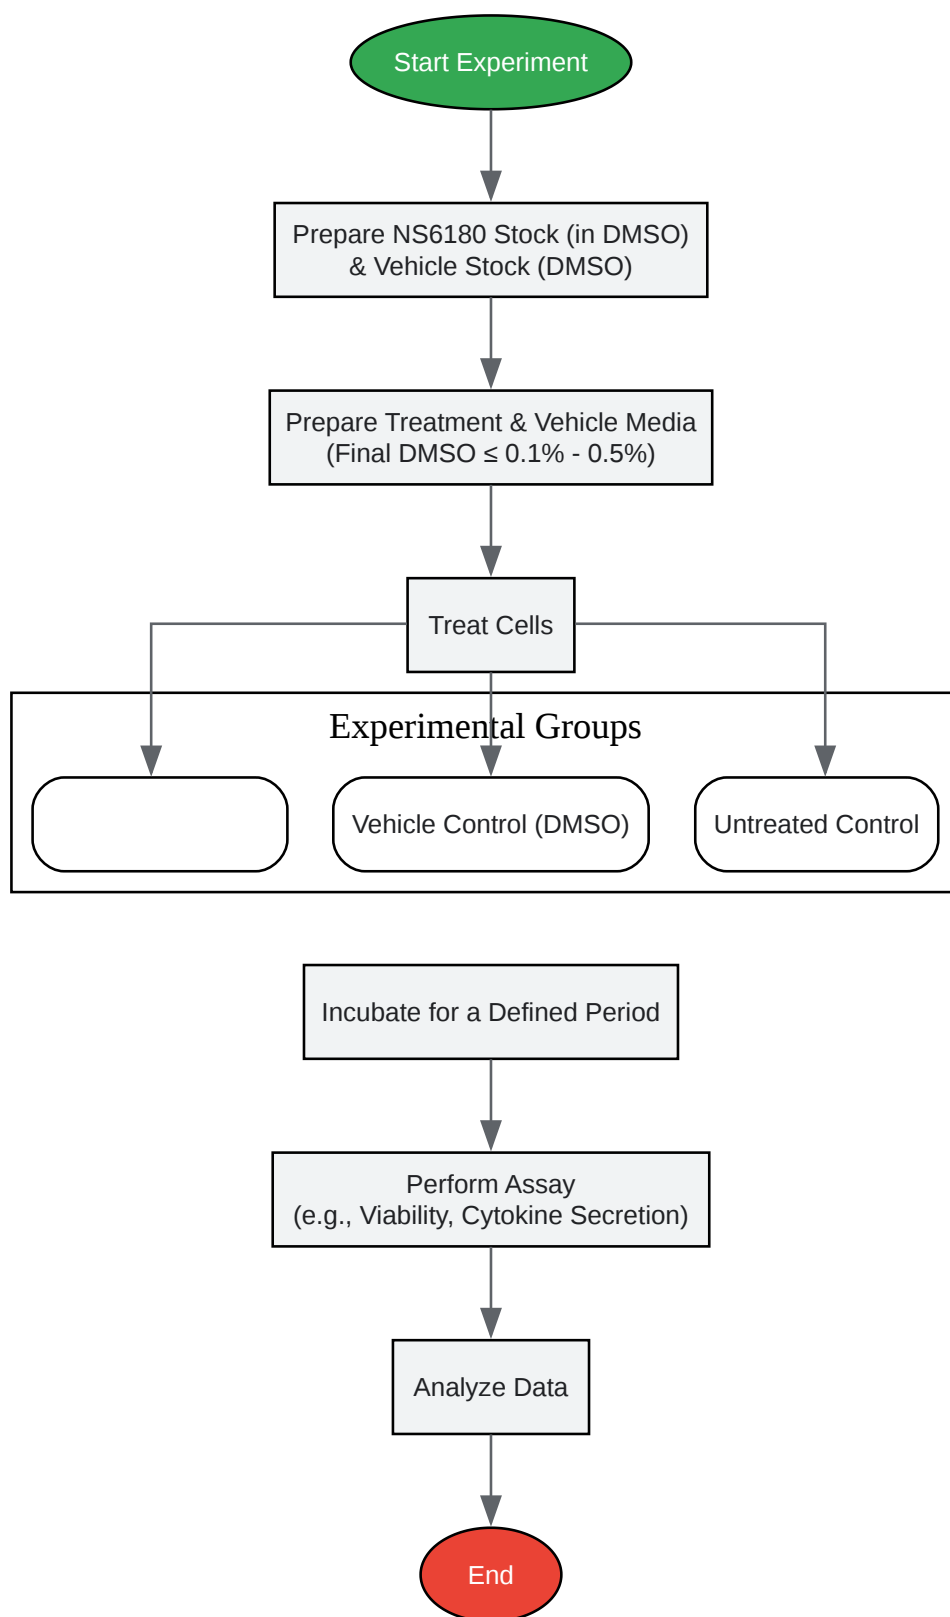 Start Experiment
Prepare NS6180 Stock (in DMSO)
& Vehicle Stock (DMSO)
Prepare Treatment & Vehicle Media
(Final DMSO ≤ 0.1% - 0.5%)
Treat Cells
Experimental Groups
Vehicle Control (DMSO)
Untreated Control
Incubate for a Defined Period
Perform Assay
(e.g., Viability, Cytokine Secretion)
Analyze Data
End